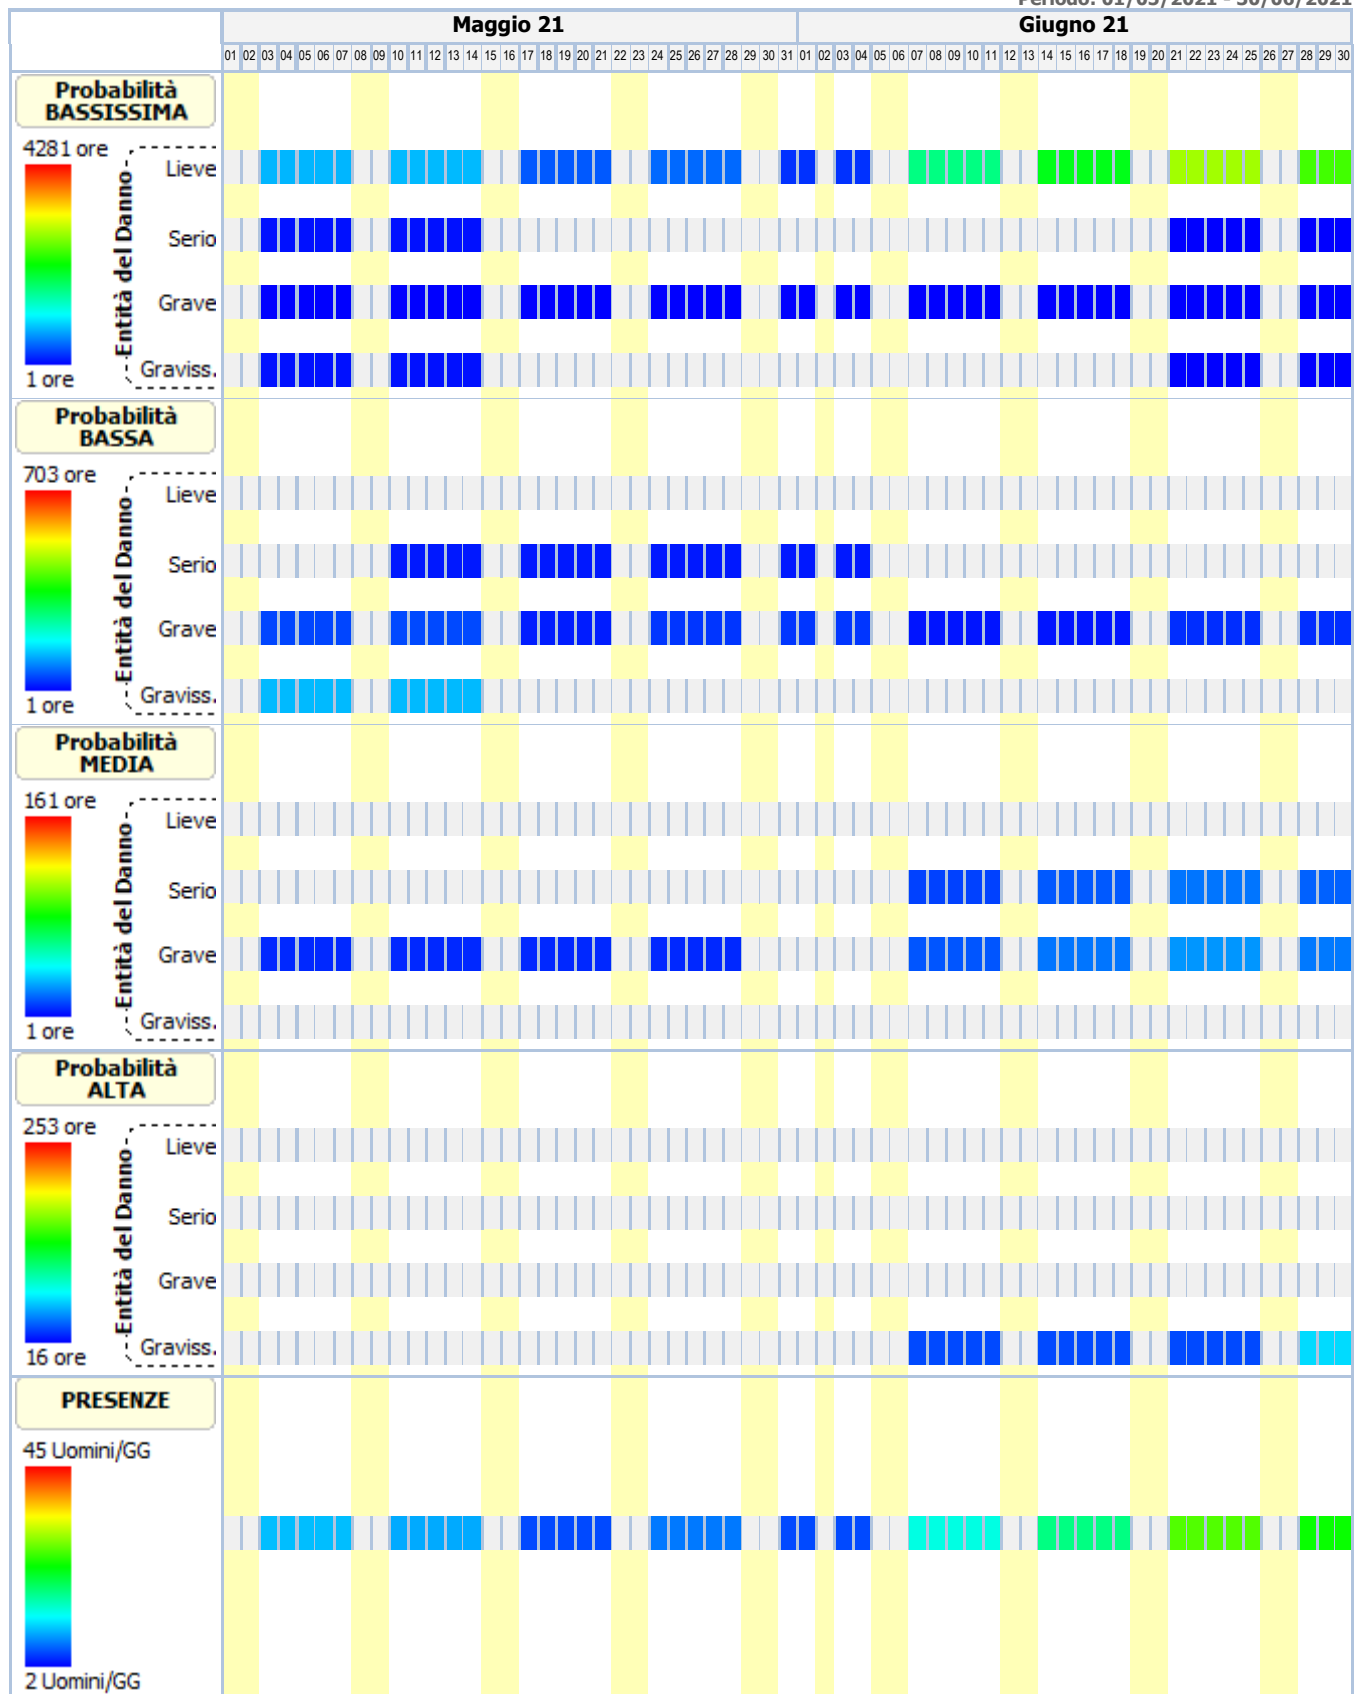 Periodo: 01/05/2021 - 30/06/2021
Maggio 21 Giugno 21
01 02 03 04 05 06 07 08 09 10 11 12 13 14 15 16 17 18 19 20 21 22 23 24 25 26 27 28 29 30 31 01 02 03 04 05 06 07 08 09 10 11 12 13 14 15 16 17 18 19 20 21 22 23 24 25 26 27 28 29 30
Probabilità
BASSISSIMA
4281 ore
Entità del Danno
Lieve
Serio
Grave
Graviss.
1 ore
Probabilità
BASSA
703 ore
Entità del Danno
Lieve
Serio
Grave
Graviss.
1 ore
Probabilità
MEDIA
161 ore
Entità del Danno
Lieve
Serio
Grave
Graviss.
1 ore
Probabilità
ALTA
253 ore
Entità del Danno
Lieve
Serio
Grave
Graviss.
16 ore
PRESENZE
45 Uomini/GG
2 Uomini/GG